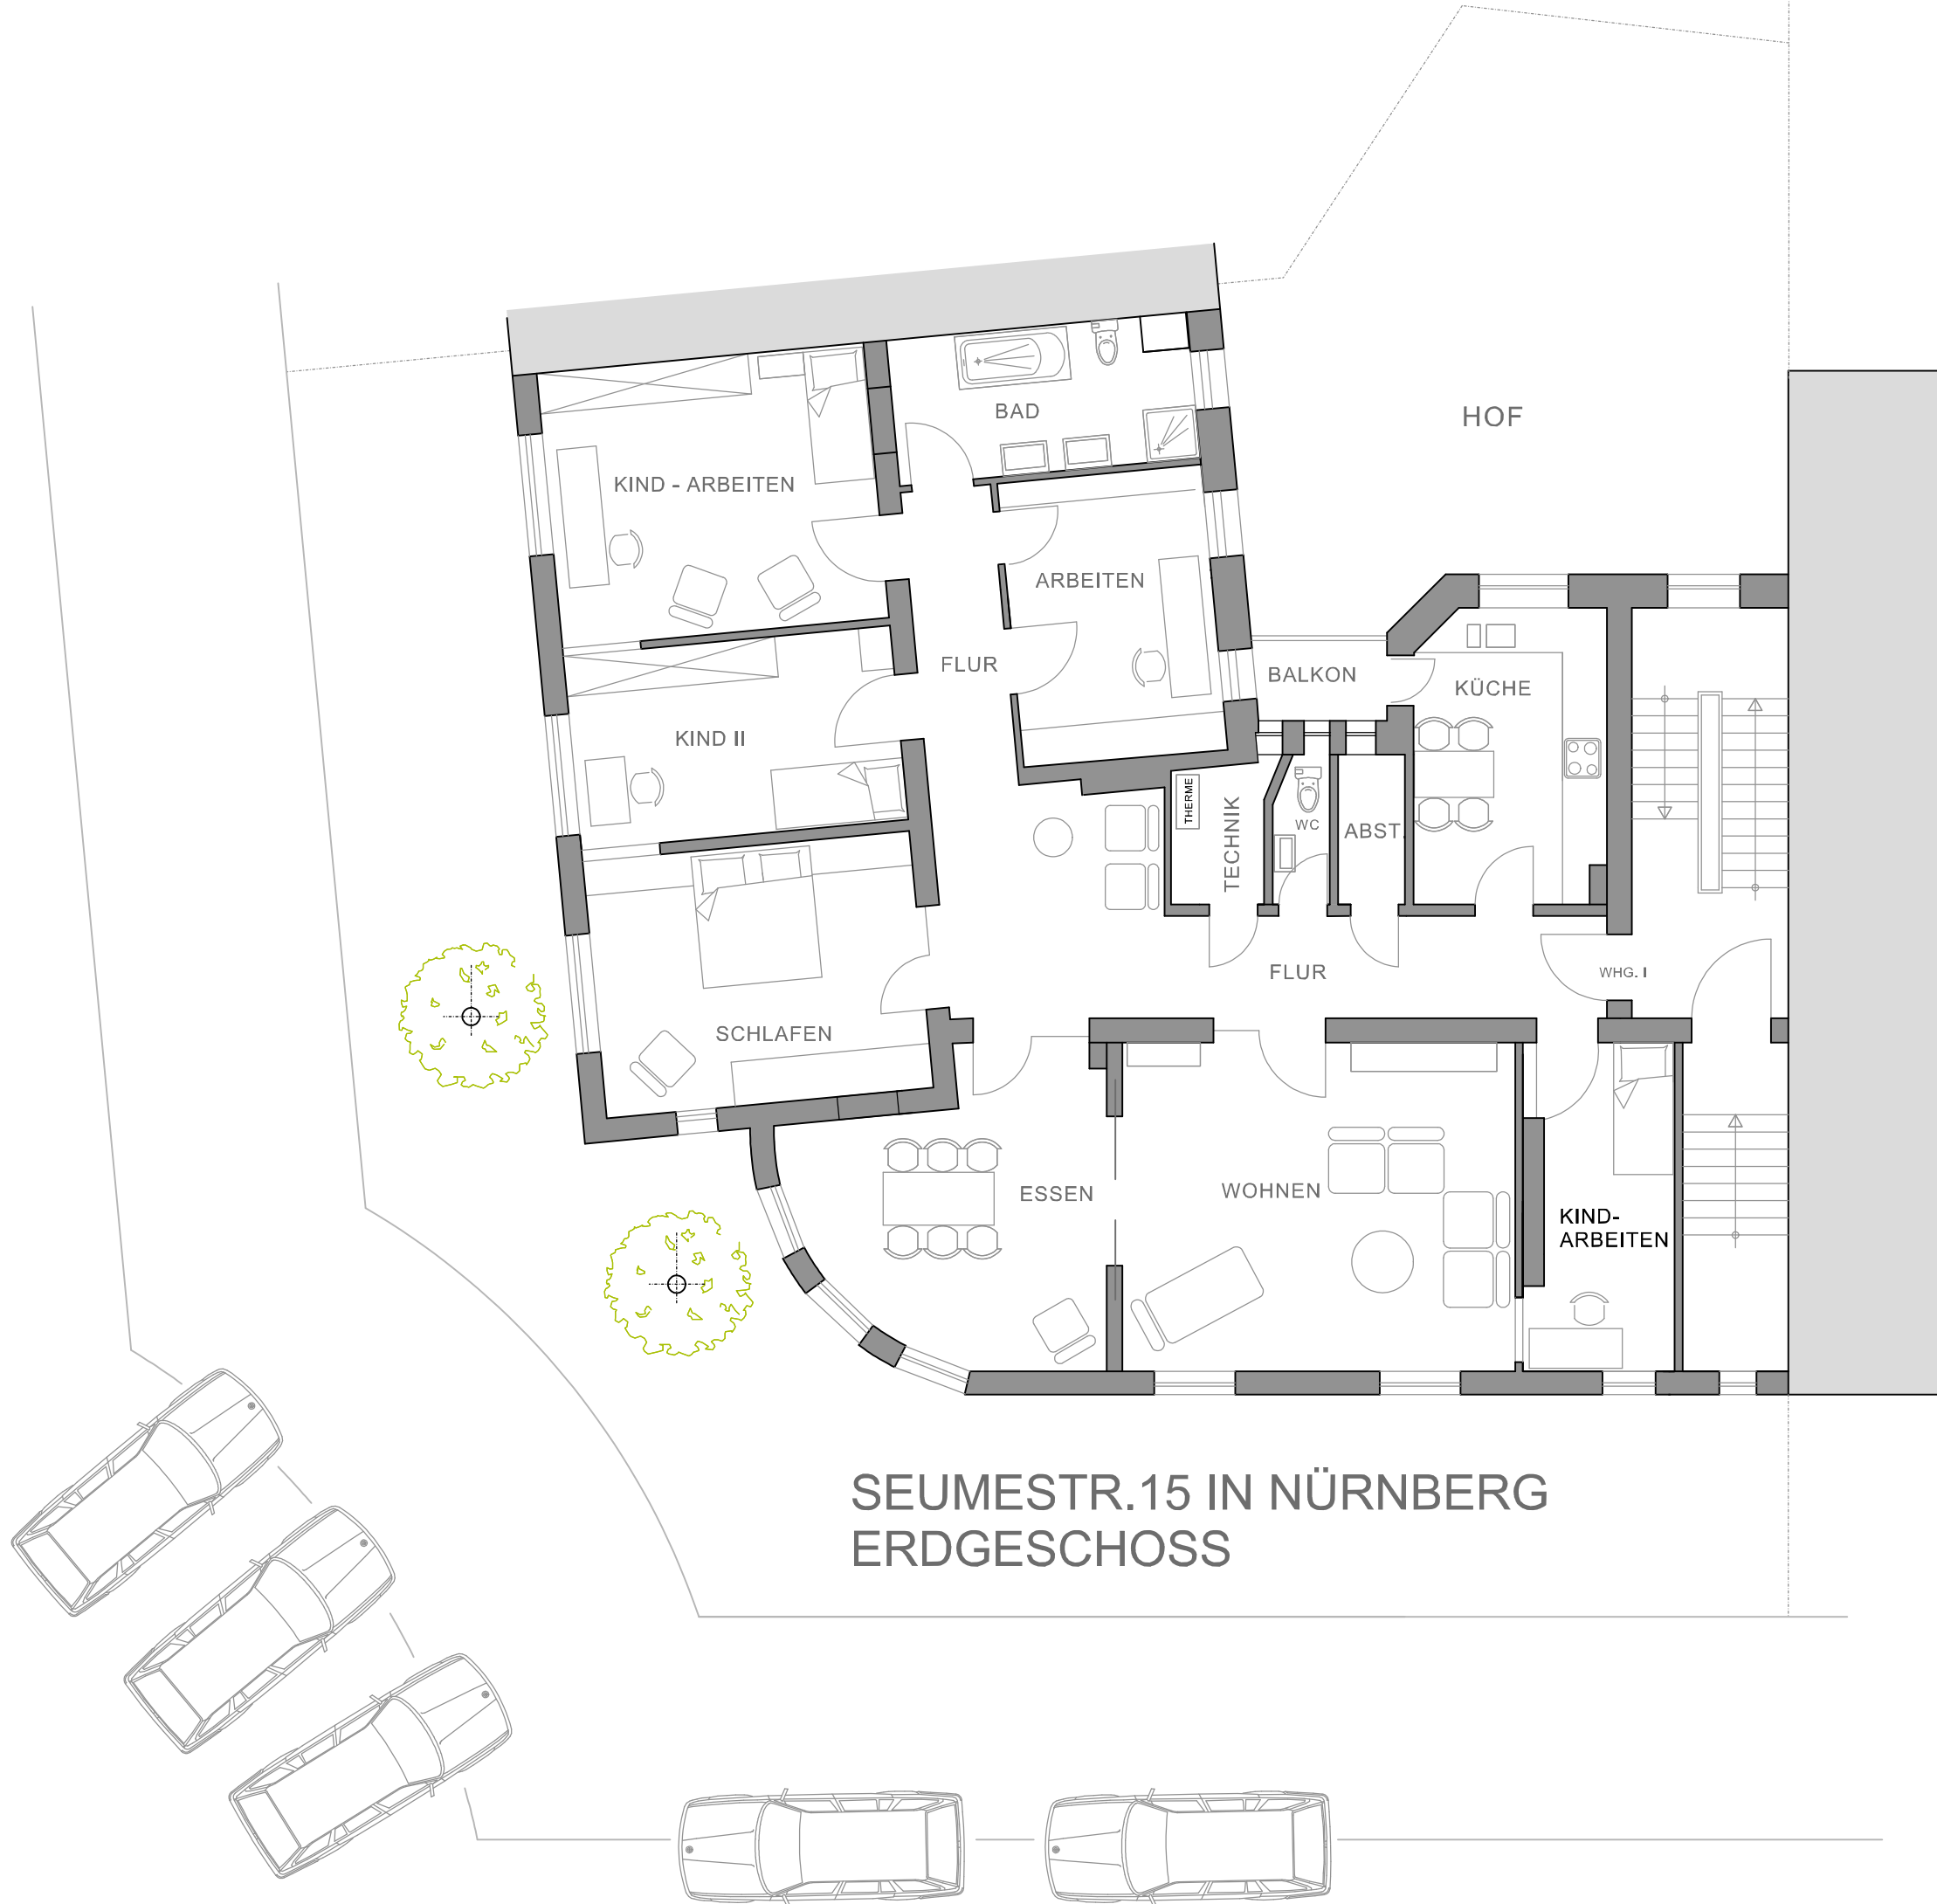 HOF
BAD
KIND - ARBEITEN
ARBEITEN
FLUR
BALKON
KÜCHE
KIND II
THERME
TECHNIK
WC
ABST.
FLUR
WHG. I
SCHLAFEN
ESSEN
WOHNEN
KIND-
ARBEITEN
SEUMESTR.15 IN NÜRNBERG
ERDGESCHOSS